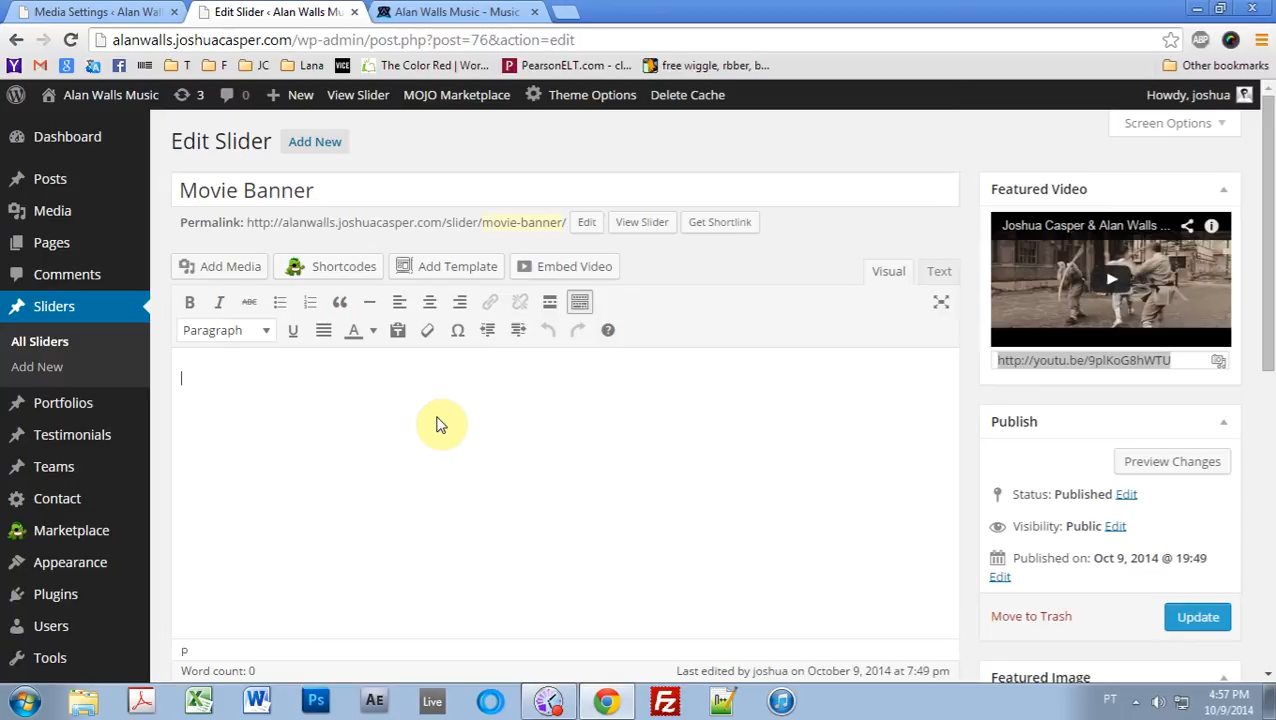 Media Settings ‹ Alan Wall
Edit Slider ‹ Alan Walls Mu
Alan Walls Music - Music
alanwalls.joshuacasper.com/wp-admin/post.php?post=76&action=edit
T
F
JC
Lana
VICE
The Color Red | Wor...
PearsonELT.com - cl...
free wiggle, rbber, bu...
Other bookmarks
Alan Walls Music
3
0
New
View Slider
MOJO Marketplace
Theme Options
Delete Cache
Howdy, joshua
Screen Options
Dashboard
Posts
Media
Pages
Comments
Sliders
All Sliders
Add New
Portfolios
Testimonials
Teams
Contact
Marketplace
Appearance
Plugins
Users
Tools
Edit Slider
Add New
Movie Banner
Permalink: http://alanwalls.joshuacasper.com/slider/movie-banner/
Edit
View Slider
Get Shortlink
Add Media
Shortcodes
Add Template
Embed Video
Visual
Text
B
I
ABC
Paragraph
U
A
p
Word count: 0
Last edited by joshua on October 9, 2014 at 7:49 pm
Featured Video
Joshua Casper & Alan Walls ...
http://youtu.be/9plKoG8hWTU
Publish
Preview Changes
Status: Published Edit
Visibility: Public Edit
Published on: Oct 9, 2014 @ 19:49
Edit
Move to Trash
Update
Featured Image
Ps
Ae
Live
PT
4:57 PM
10/9/2014